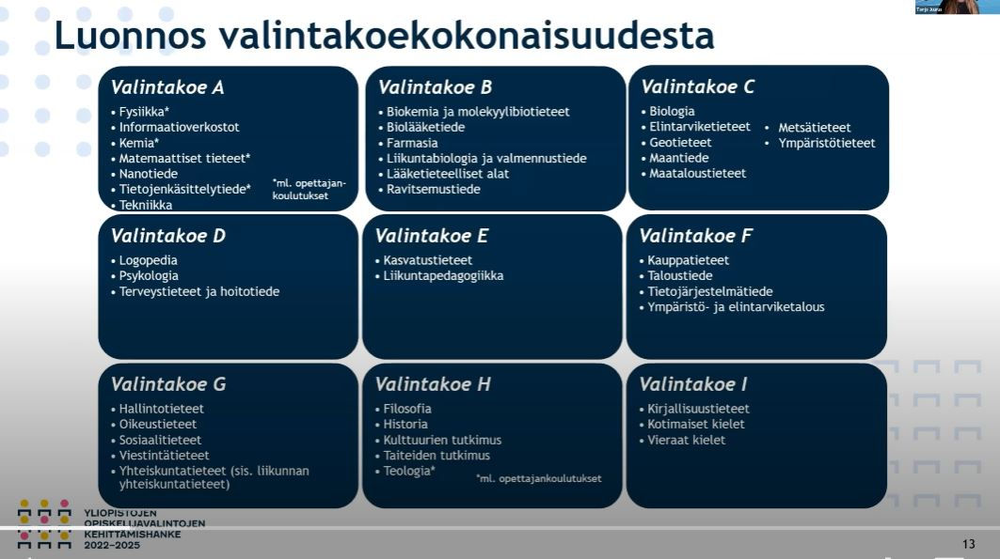 Tarja Juurus
Luonnos valintakoekokonaisuudesta
Valintakoe A
• Fysiikka*
• Informaatioverkostot
• Kemia*
• Matemaattiset tieteet*
• Nanotiede
• Tietojenkäsittelytiede*
• Tekniikka
*ml. opettajan-
koulutukset
Valintakoe B
• Biokemia ja molekyylibiotieteet
• Biolääketiede
• Farmasia
• Liikuntabiologia ja valmennustiede
• Lääketieteelliset alat
• Ravitsemustiede
Valintakoe C
• Biologia
• Elintarviketieteet
• Geotieteet
• Maantiede
• Maataloustieteet
• Metsätieteet
• Ympäristötieteet
Valintakoe D
• Logopedia
• Psykologia
• Terveystieteet ja hoitotiede
Valintakoe E
• Kasvatustieteet
• Liikuntapedagogiikka
Valintakoe F
• Kauppatieteet
• Taloustiede
• Tietojärjestelmätiede
• Ympäristö- ja elintarviketalous
Valintakoe G
• Hallintotieteet
• Oikeustieteet
• Sosiaalitieteet
• Viestintätieteet
• Yhteiskuntatieteet (sis. liikunnan
yhteiskuntatieteet)
Valintakoe H
• Filosofia
• Historia
• Kulttuurien tutkimus
• Taiteiden tutkimus
• Teologia*
*ml. opettajankoulutukset
Valintakoe I
• Kirjallisuustieteet
• Kotimaiset kielet
• Vieraat kielet
YLIOPISTOJEN
OPISKELIJAVALINTOJEN
KEHITTÄMISHANKE
2022–2025
13